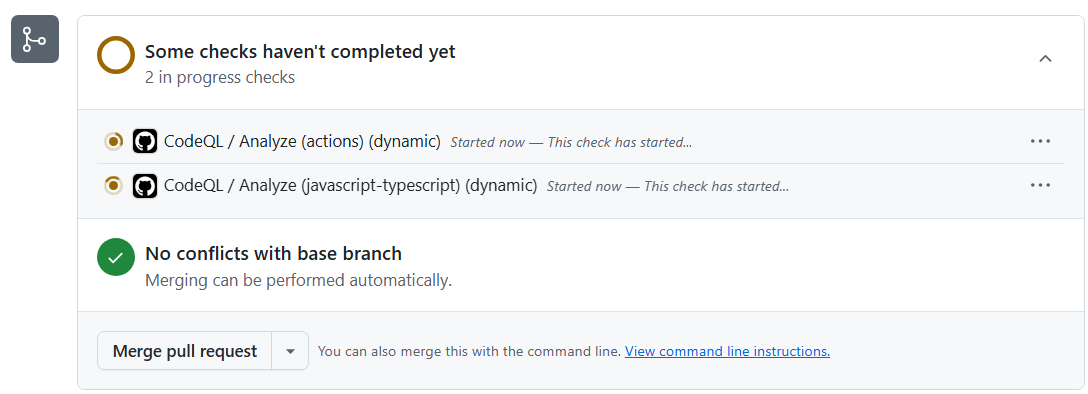 Some checks haven't completed yet
2 in progress checks
CodeQL / Analyze (actions) (dynamic) Started now — This check has started...
CodeQL / Analyze (javascript-typescript) (dynamic) Started now — This check has started...
No conflicts with base branch
Merging can be performed automatically.
Merge pull request You can also merge this with the command line. View command line instructions.